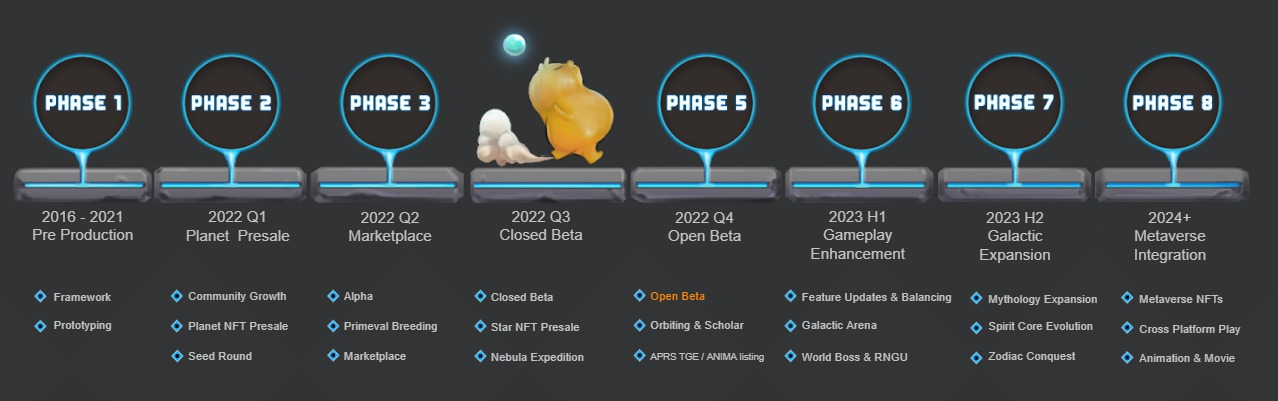 PHASE 1
PHASE 2
PHASE 3
PHASE 5
PHASE 6
PHASE 7
PHASE 8
2016 - 2021
Pre Production
2022 Q1
Planet Presale
2022 Q2
Marketplace
2022 Q3
Closed Beta
2022 Q4
Open Beta
2023 H1
Gameplay
Enhancement
2023 H2
Galactic
Expansion
2024+
Metaverse
Integration
Framework
Prototyping
Community Growth
Planet NFT Presale
Seed Round
Alpha
Primeval Breeding
Marketplace
Closed Beta
Star NFT Presale
Nebula Expedition
Open Beta
Orbiting & Scholar
APRS TGE / ANIMA listing
Feature Updates & Balancing
Galactic Arena
World Boss & RNGU
Mythology Expansion
Spirit Core Evolution
Zodiac Conquest
Metaverse NFTs
Cross Platform Play
Animation & Movie